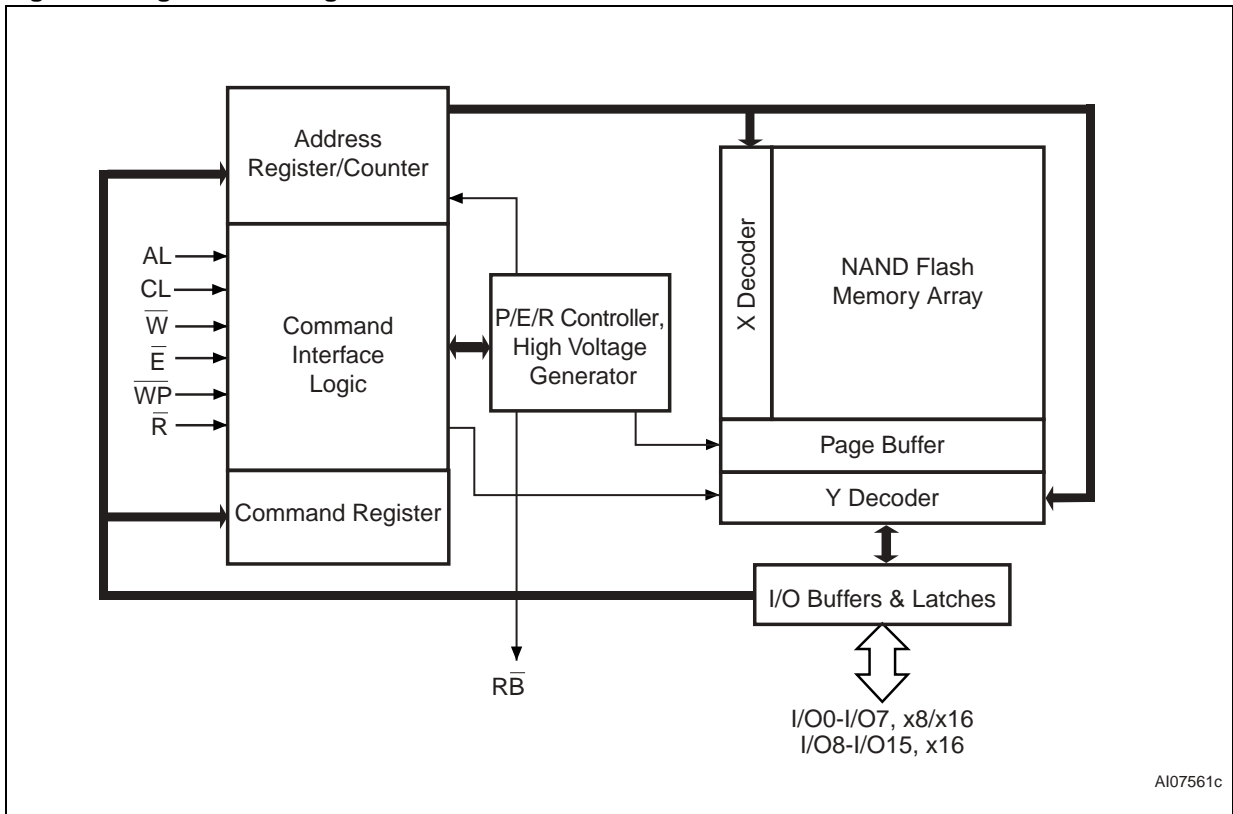 Address
Register/Counter
AL
CL
W̅
E̅
W̅P̅
R̅
Command
Interface
Logic
Command Register
P/E/R Controller,
High Voltage
Generator
RB̅
X Decoder
NAND Flash
Memory Array
Page Buffer
Y Decoder
I/O Buffers & Latches
I/O0-I/O7, x8/x16
I/O8-I/O15, x16
AI07561c